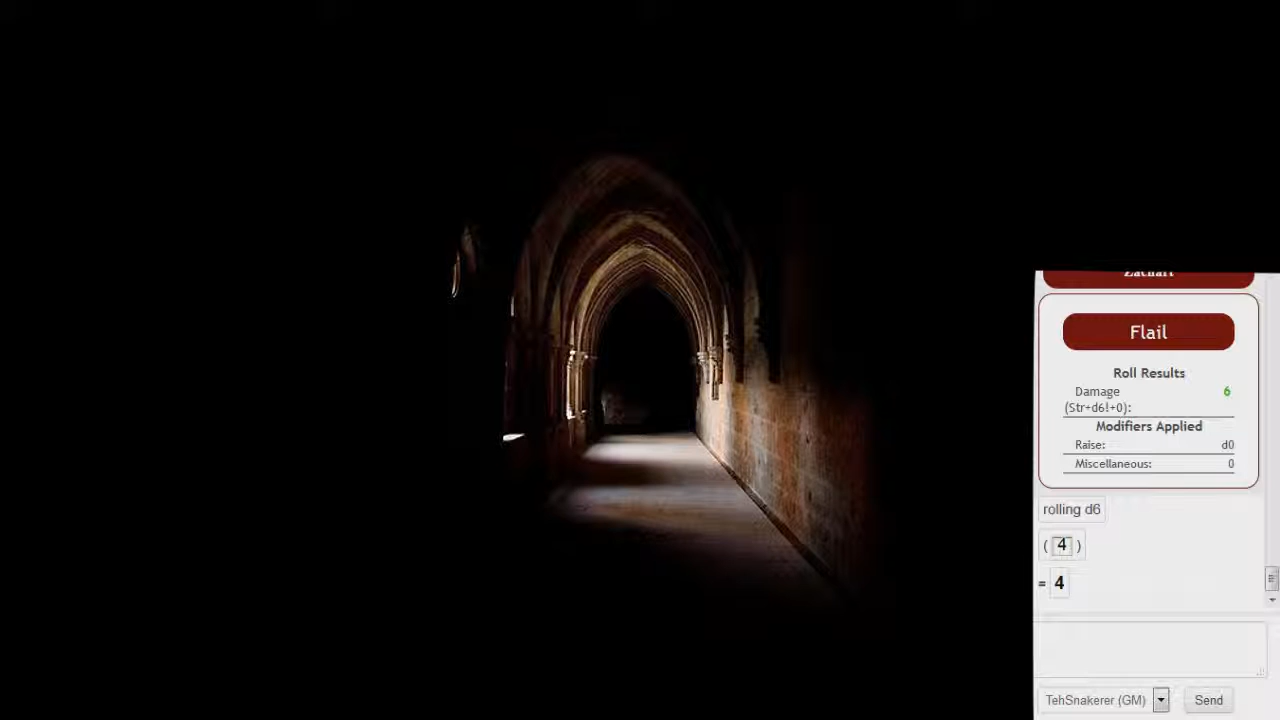 Zachari
Flail
Roll Results
Damage 6
(Str+d6!+0):
Modifiers Applied
Raise: d0
Miscellaneous: 0
rolling d6
( 4 )
= 4
TehSnakerer (GM) Send